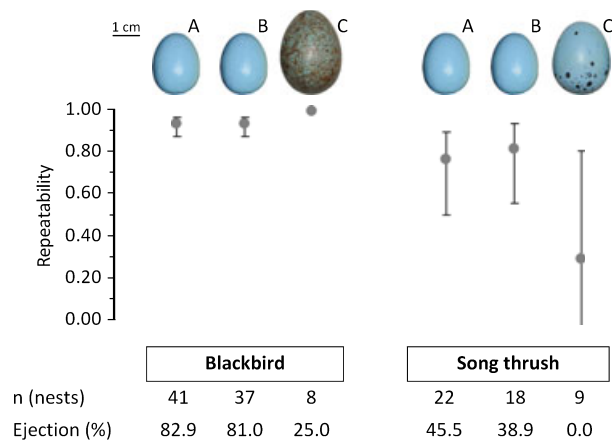 1 cm A B C A B C
1.00
0.80
0.60
0.40
0.20
0.00
Repeatability
Blackbird Song thrush
n (nests) 41 37 8 22 18 9
Ejection (%) 82.9 81.0 25.0 45.5 38.9 0.0